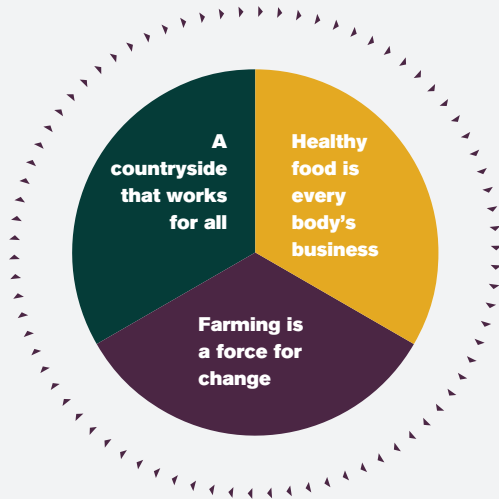 A
countryside
that works
for all
Healthy
food is
every
body's
business
Farming is
a force for
change